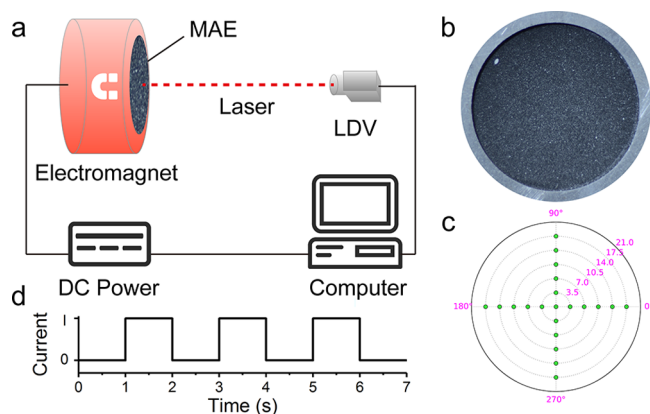 a
MAE
Laser
LDV
Electromagnet
DC Power
Computer
b
c
90°
21.0
17.5
14.0
10.5
7.0
3.5
180°
0
270°
d
Current
I
0
0 1 2 3 4 5 6 7
Time (s)